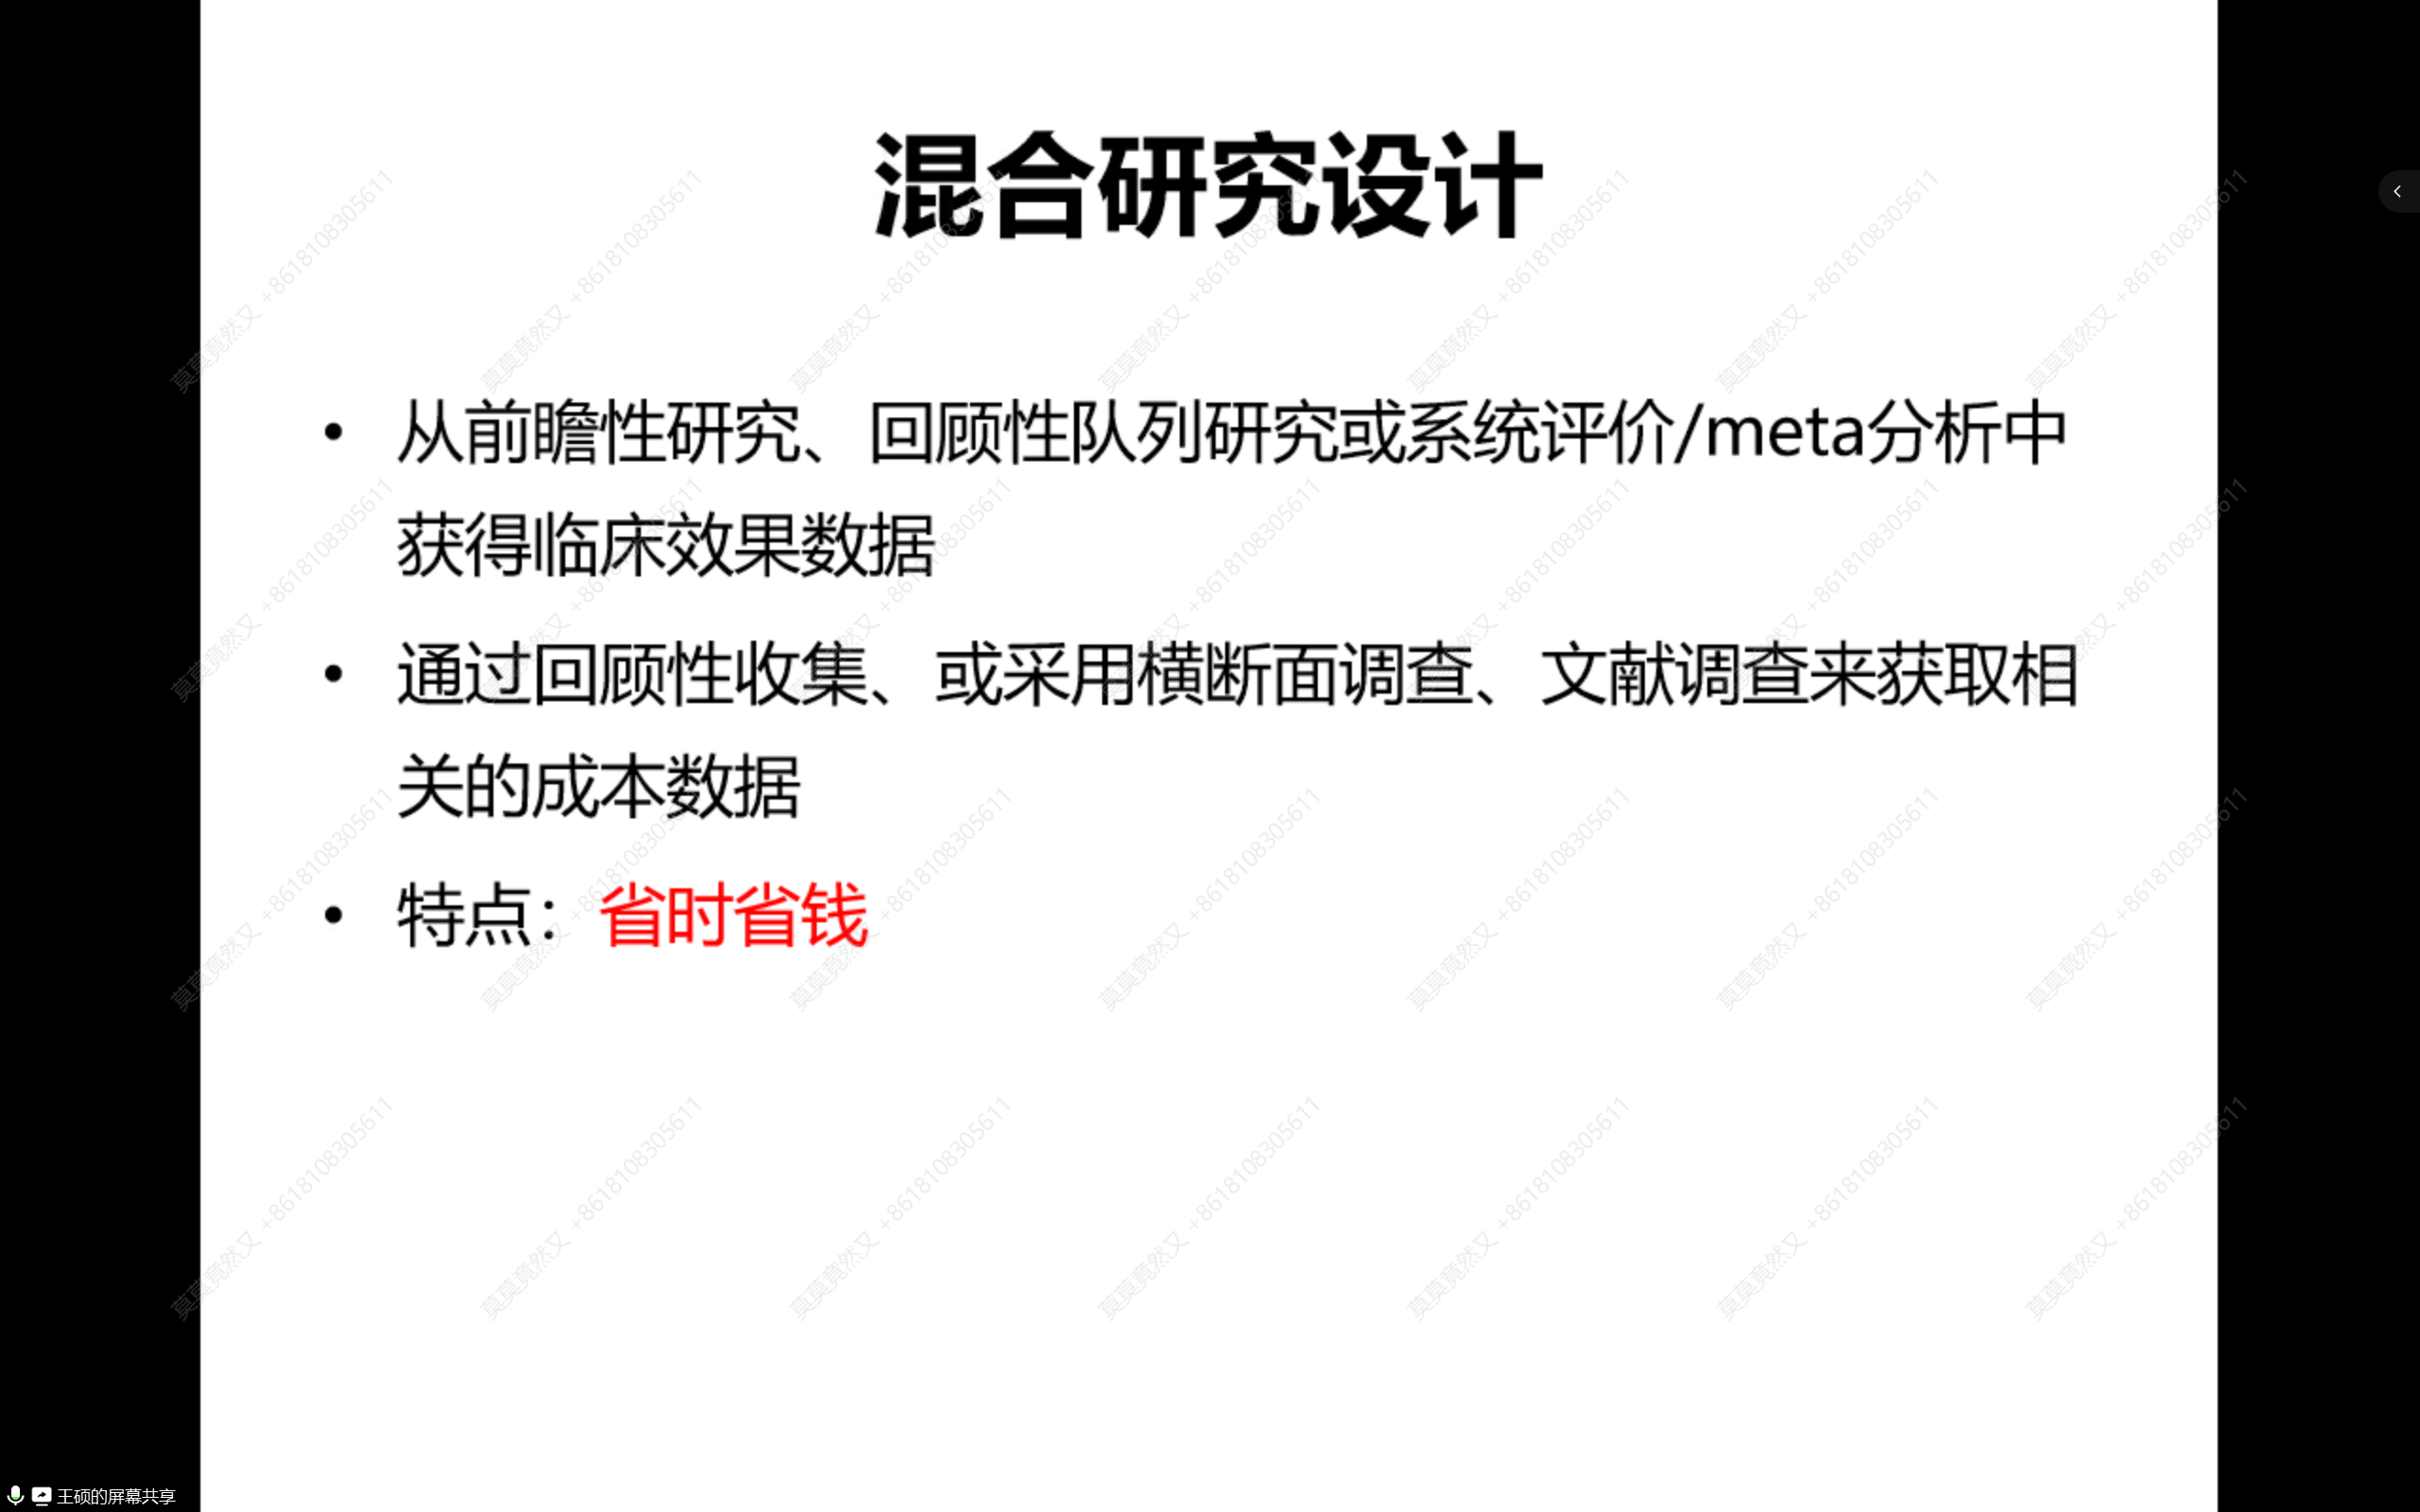 混合研究设计
• 从前瞻性研究、回顾性队列研究或系统评价/meta分析中
获得临床效果数据
• 通过回顾性收集、或采用横断面调查、文献调查来获取相
关的成本数据
• 特点：省时省钱
莫莫竟然又 +8618108305611
王硕的屏幕共享